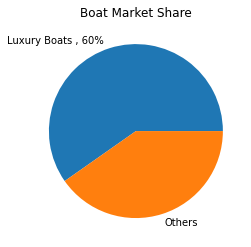 Boat Market Share
Luxury Boats , 60%
Others